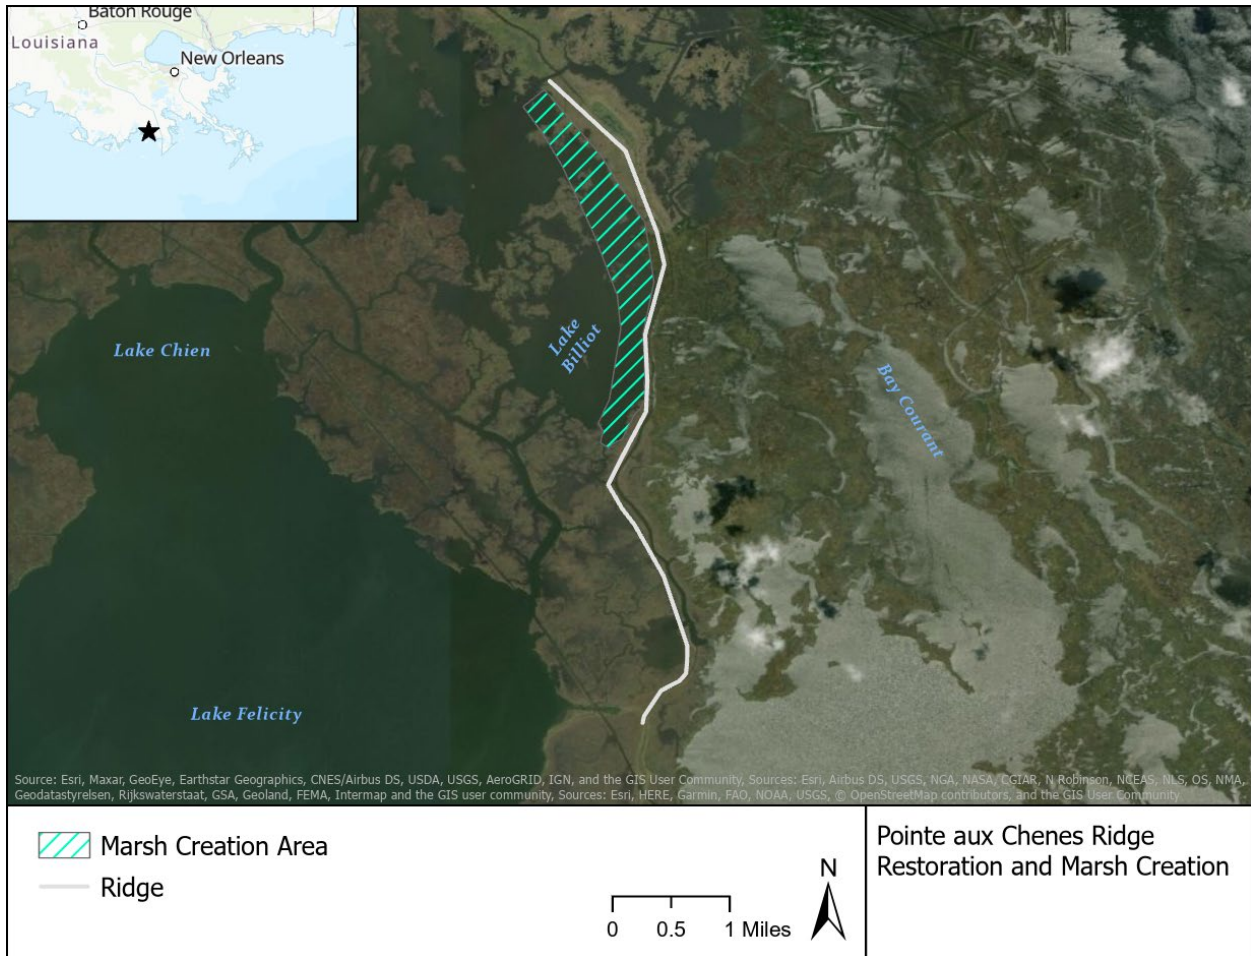 Baton Rouge
Louisiana
New Orleans
Lake Chien
Lake
Billiot
Bay Courant
Lake Felicity
Source: Esri, Maxar, GeoEye, Earthstar Geographics, CNES/Airbus DS, USDA, USGS, AeroGRID, IGN, and the GIS User Community, Sources: Esri, Airbus DS, USGS, NGA, NASA, CGIAR, N Robinson, NCEAS, NLS, OS, NMA,
Geodatastyrelsen, Rijkswaterstaat, GSA, Geoland, FEMA, Intermap and the GIS user community, Sources: Esri, HERE, Garmin, FAO, NOAA, USGS, © OpenStreetMap contributors, and the GIS User Community
Marsh Creation Area
Ridge
N
0 0.5 1 Miles
Pointe aux Chenes Ridge
Restoration and Marsh Creation